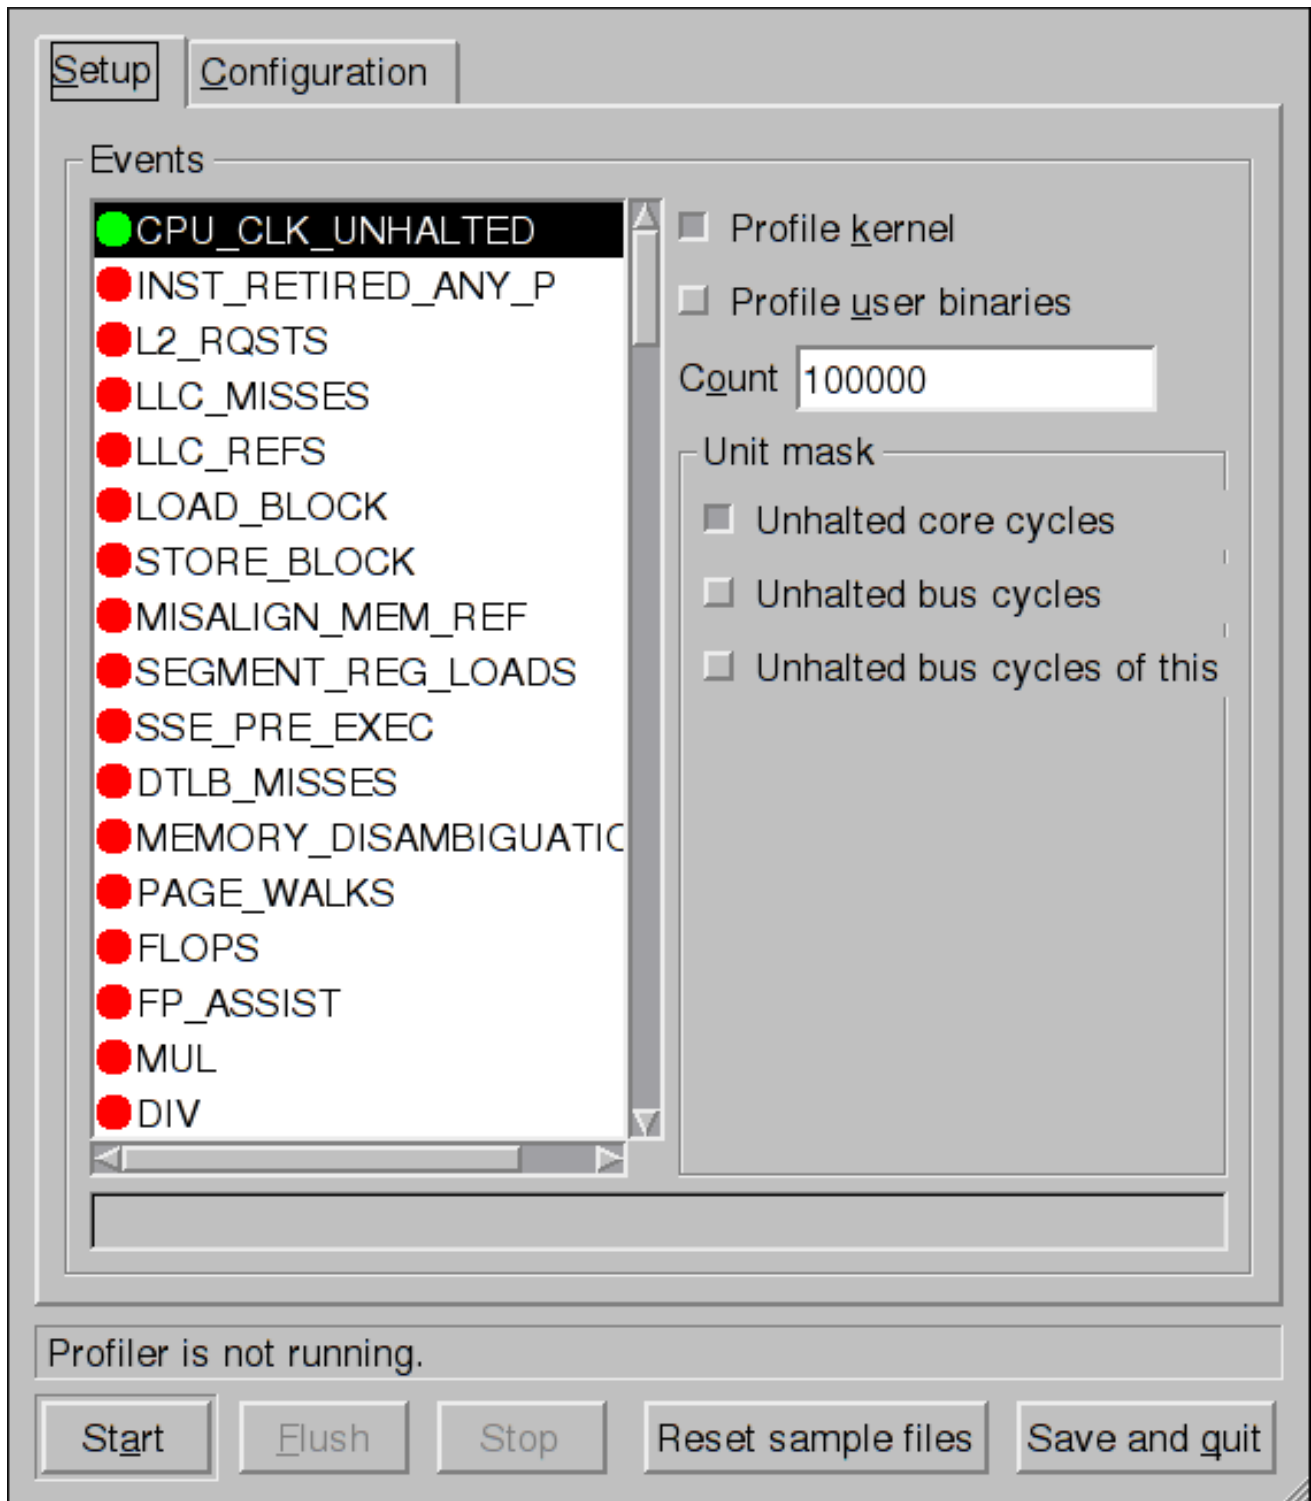 Setup Configuration
Events
CPU_CLK_UNHALTED
INST_RETIRED_ANY_P
L2_RQSTS
LLC_MISSES
LLC_REFS
LOAD_BLOCK
STORE_BLOCK
MISALIGN_MEM_REF
SEGMENT_REG_LOADS
SSE_PRE_EXEC
DTLB_MISSES
MEMORY_DISAMBIGUATIO
PAGE_WALKS
FLOPS
FP_ASSIST
MUL
DIV
Profile kernel
Profile user binaries
Count 100000
Unit mask
Unhalted core cycles
Unhalted bus cycles
Unhalted bus cycles of this
Profiler is not running.
Start Flush Stop Reset sample files Save and quit